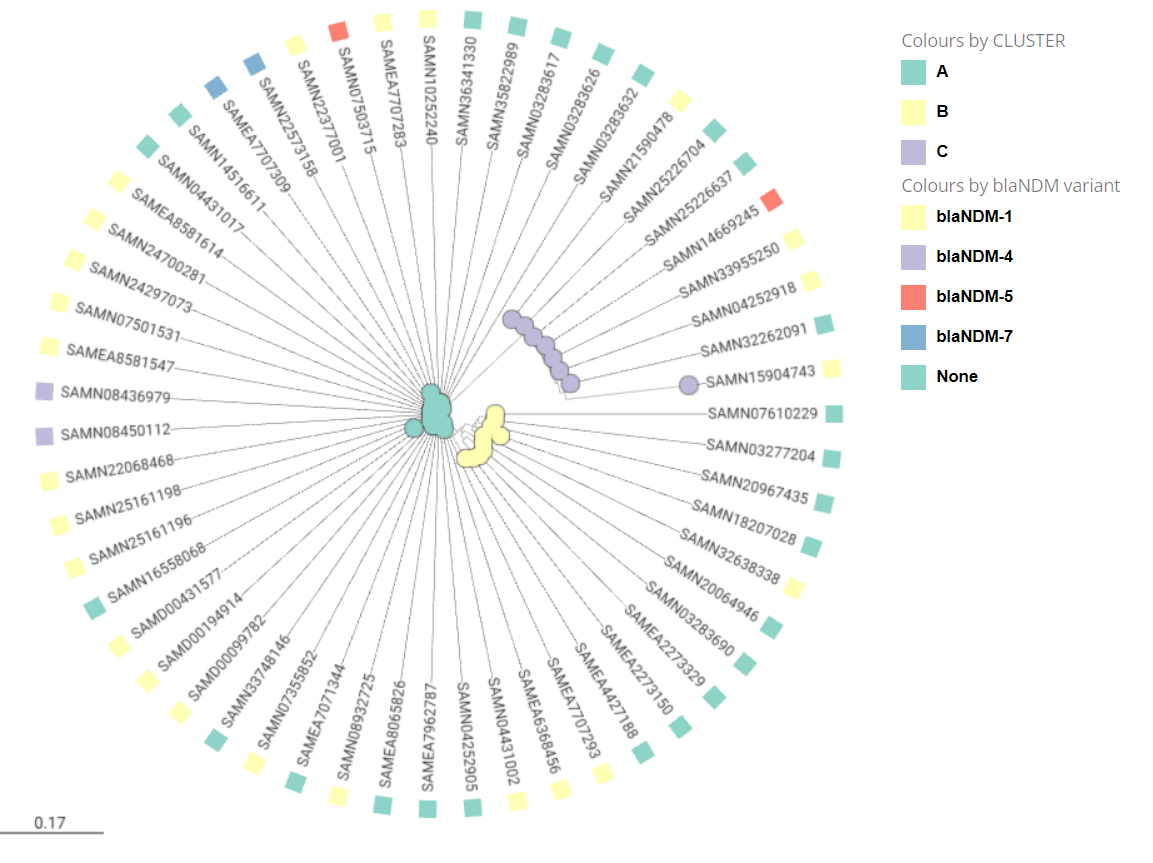 Colours by CLUSTER
A
B
C
Colours by blaNDM variant
blaNDM-1
blaNDM-4
blaNDM-5
blaNDM-7
None
SAMN10252240
SAMN36341330
SAMN35822989
SAMN03283617
SAMN03283626
SAMN03283632
SAMN21590478
SAMN25226704
SAMN25226637
SAMN14669245
SAMN33955250
SAMN04252918
SAMN32262091
SAMN15904743
SAMN07610229
SAMN03277204
SAMN20967435
SAMN18207028
SAMN32638338
SAMN20064946
SAMN03283690
SAMEA2273329
SAMEA2273150
SAMEA4427188
SAMEA7707293
SAMEA6368456
SAMN04431002
SAMN04252905
SAMEA7962787
SAMEA8065826
SAMN08932725
SAMEA7071344
SAMN07355852
SAMN33748146
SAMD00099782
SAMD00194914
SAMD00431577
SAMN16558068
SAMN25161196
SAMN25161198
SAMN22068468
SAMN08450112
SAMN08436979
SAMEA8581547
SAMN07501531
SAMN24297073
SAMN24700281
SAMEA8581614
SAMN04431017
SAMN14516611
SAMEA7707309
SAMN22573158
SAMN22377001
SAMN07503715
SAMEA7707283
0.17